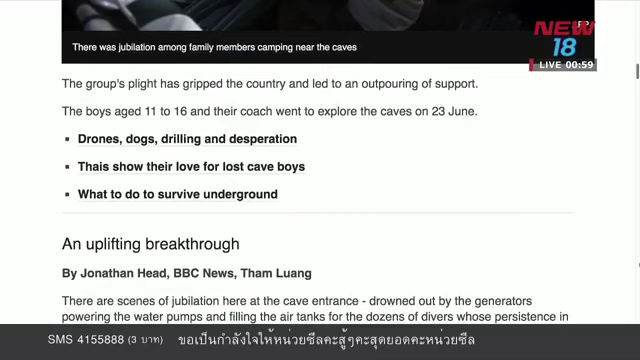 NEW
18
LIVE 00:59
There was jubilation among family members camping near the caves
The group's plight has gripped the country and led to an outpouring of support.
The boys aged 11 to 16 and their coach went to explore the caves on 23 June.
Drones, dogs, drilling and desperation
Thais show their love for lost cave boys
What to do to survive underground
An uplifting breakthrough
By Jonathan Head, BBC News, Tham Luang
There are scenes of jubilation here at the cave entrance - drowned out by the generators
powering the water pumps and filling the air tanks for the dozens of divers whose persistence in
SMS 4155888 (3 บาท) ขอเป็นกำลังใจให้หน่วยซีลคะสู้ๆคะสุดยอดคะหน่วยซีล